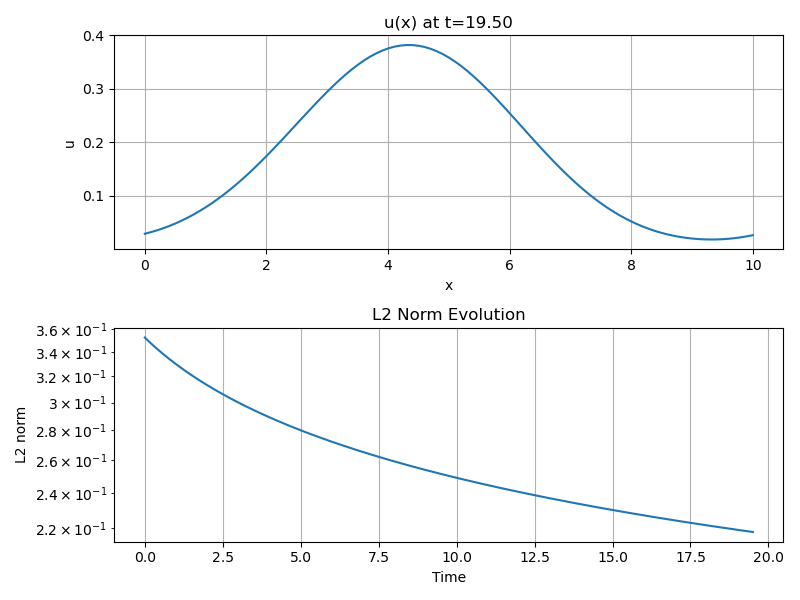 u(x) at t=19.50
0.4
0.3
0.2
0.1
u
0 2 4 6 8 10
x
L2 Norm Evolution
3.6 × 10⁻¹
3.4 × 10⁻¹
3.2 × 10⁻¹
3 × 10⁻¹
2.8 × 10⁻¹
2.6 × 10⁻¹
2.4 × 10⁻¹
2.2 × 10⁻¹
L2 norm
0.0 2.5 5.0 7.5 10.0 12.5 15.0 17.5 20.0
Time